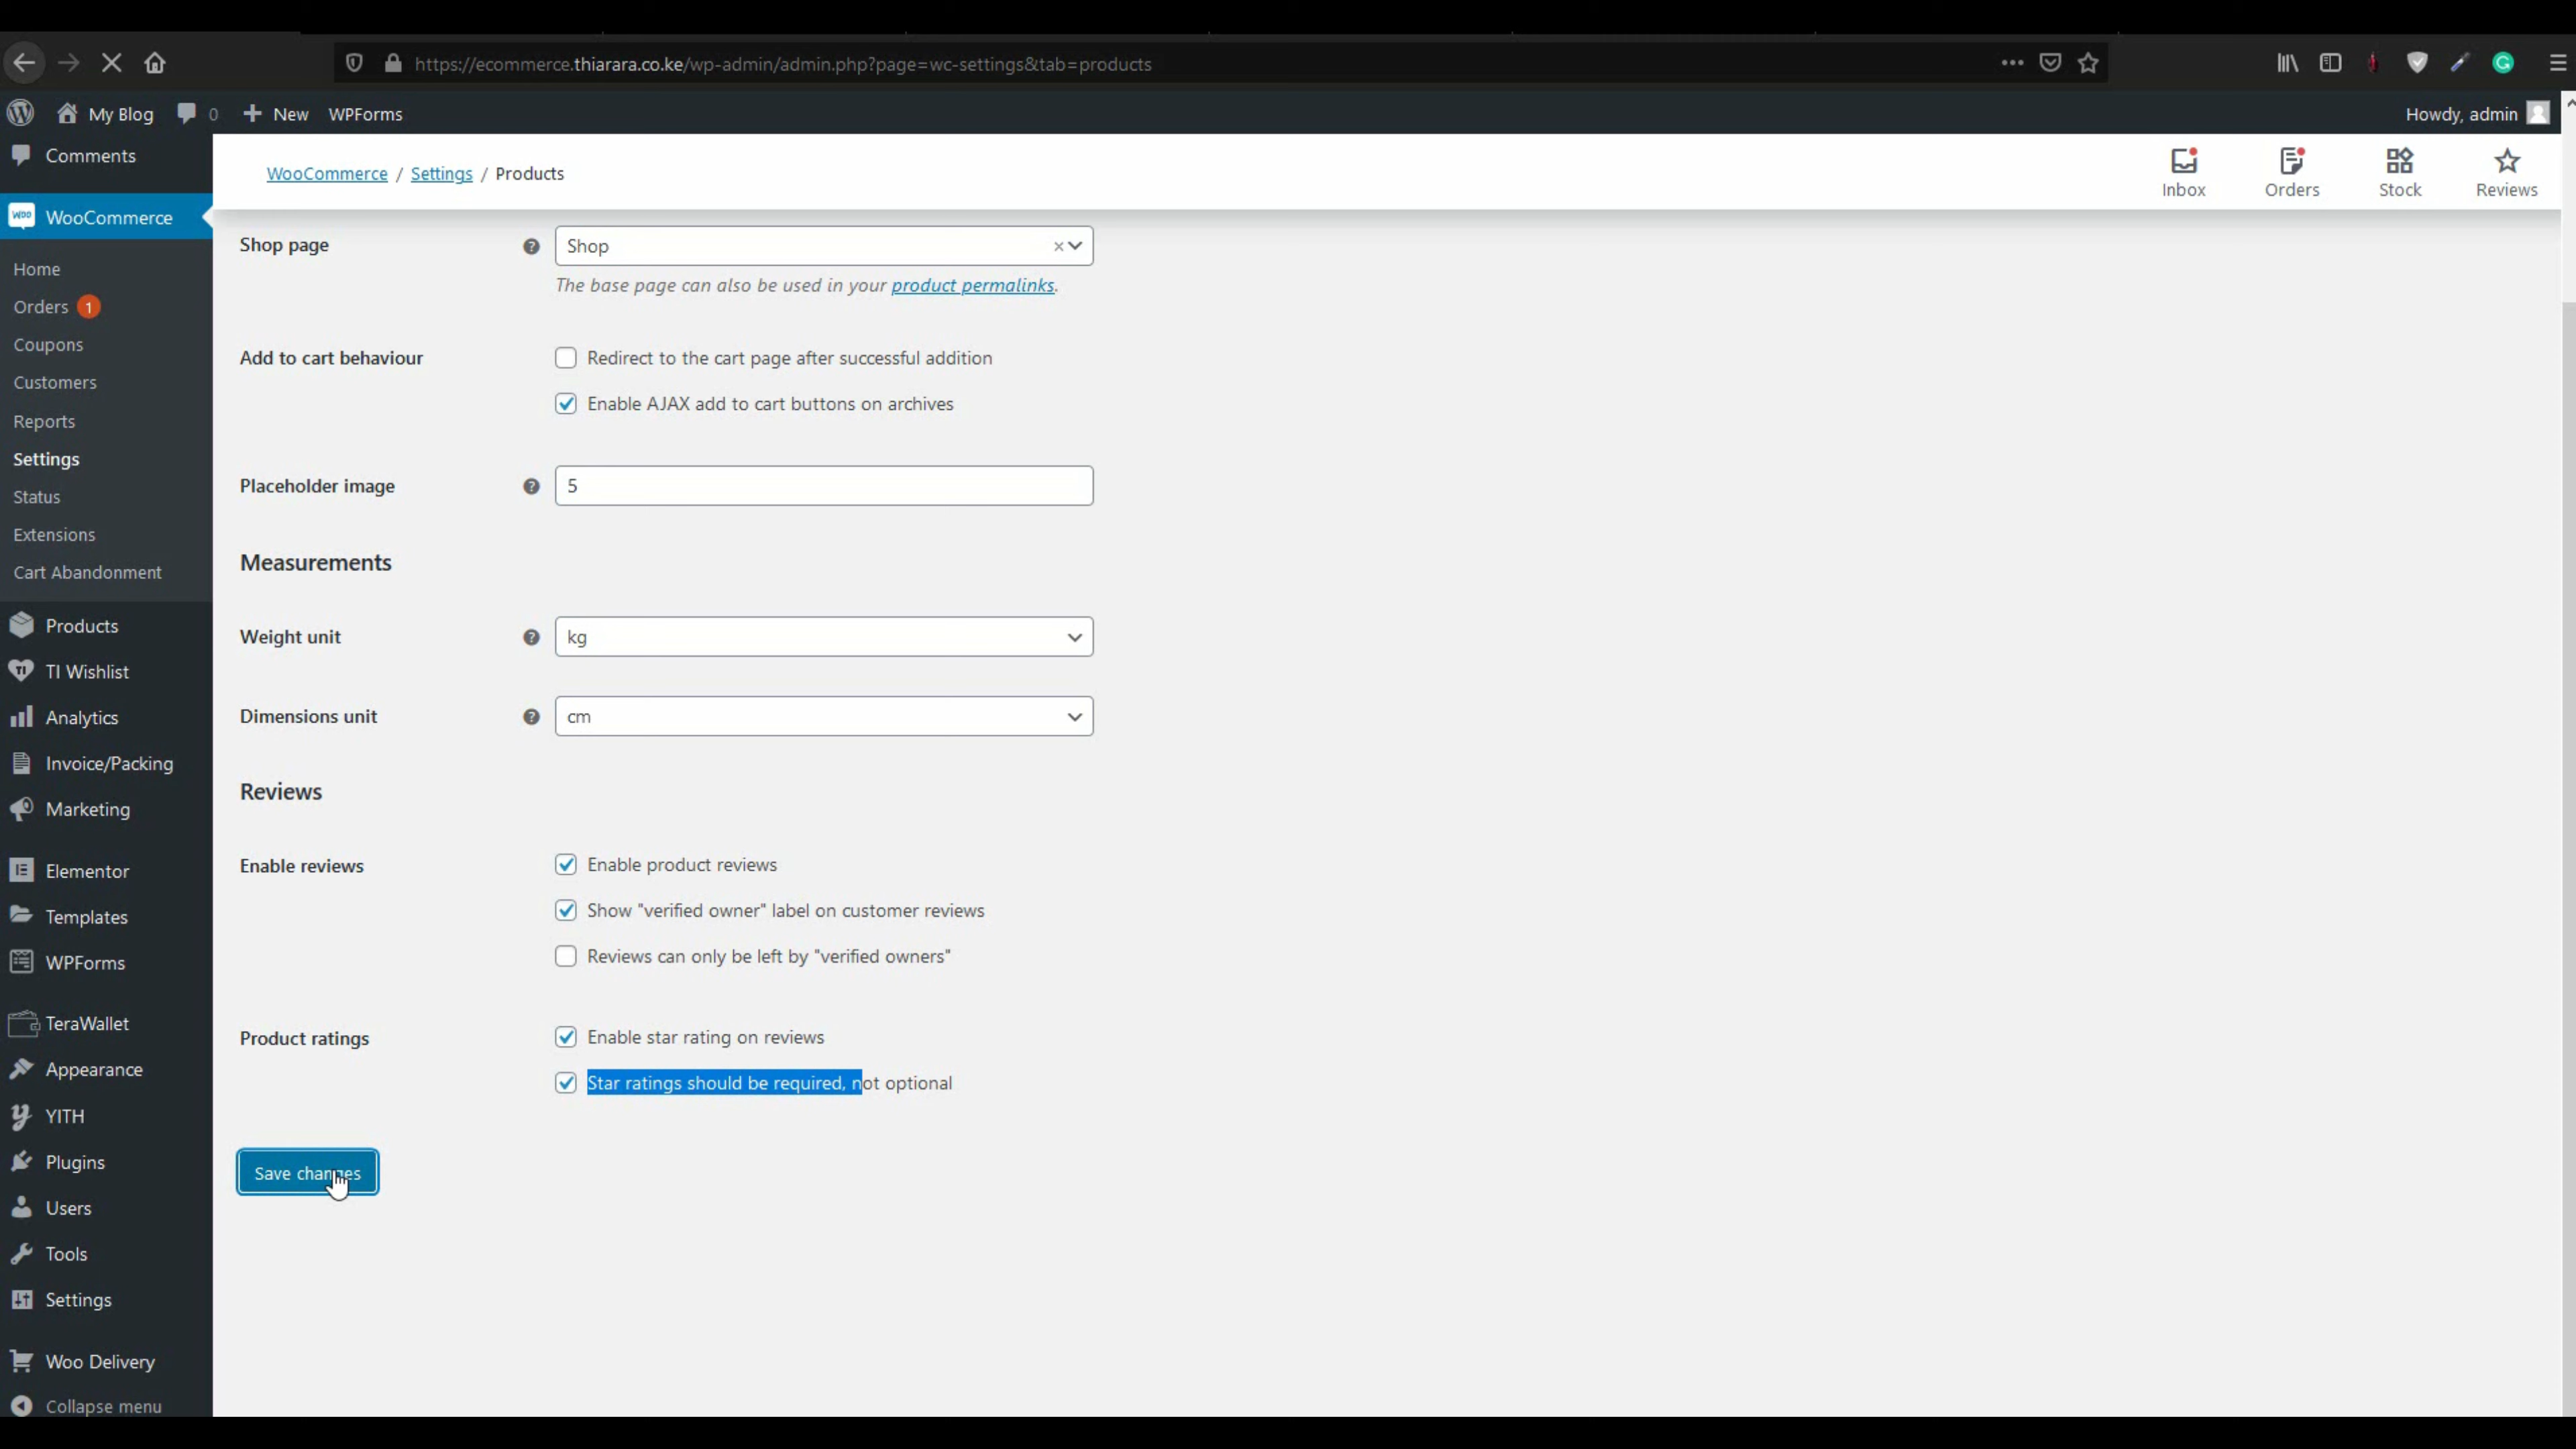 https://ecommerce.thiarara.co.ke/wp-admin/admin.php?page=wc-settings&tab=products
My Blog
0
New
WPForms
Howdy, admin
Comments
WooCommerce
Home
Orders 1
Coupons
Customers
Reports
Settings
Status
Extensions
Cart Abandonment
Products
TI Wishlist
Analytics
Invoice/Packing
Marketing
Elementor
Templates
WPForms
TeraWallet
Appearance
YITH
Plugins
Users
Tools
Settings
Woo Delivery
Collapse menu
WooCommerce / Settings / Products
Inbox
Orders
Stock
Reviews
Shop page
Shop
The base page can also be used in your product permalinks.
Add to cart behaviour
Redirect to the cart page after successful addition
Enable AJAX add to cart buttons on archives
Placeholder image
5
Measurements
Weight unit
kg
Dimensions unit
cm
Reviews
Enable reviews
Enable product reviews
Show "verified owner" label on customer reviews
Reviews can only be left by "verified owners"
Product ratings
Enable star rating on reviews
Star ratings should be required, not optional
Save changes